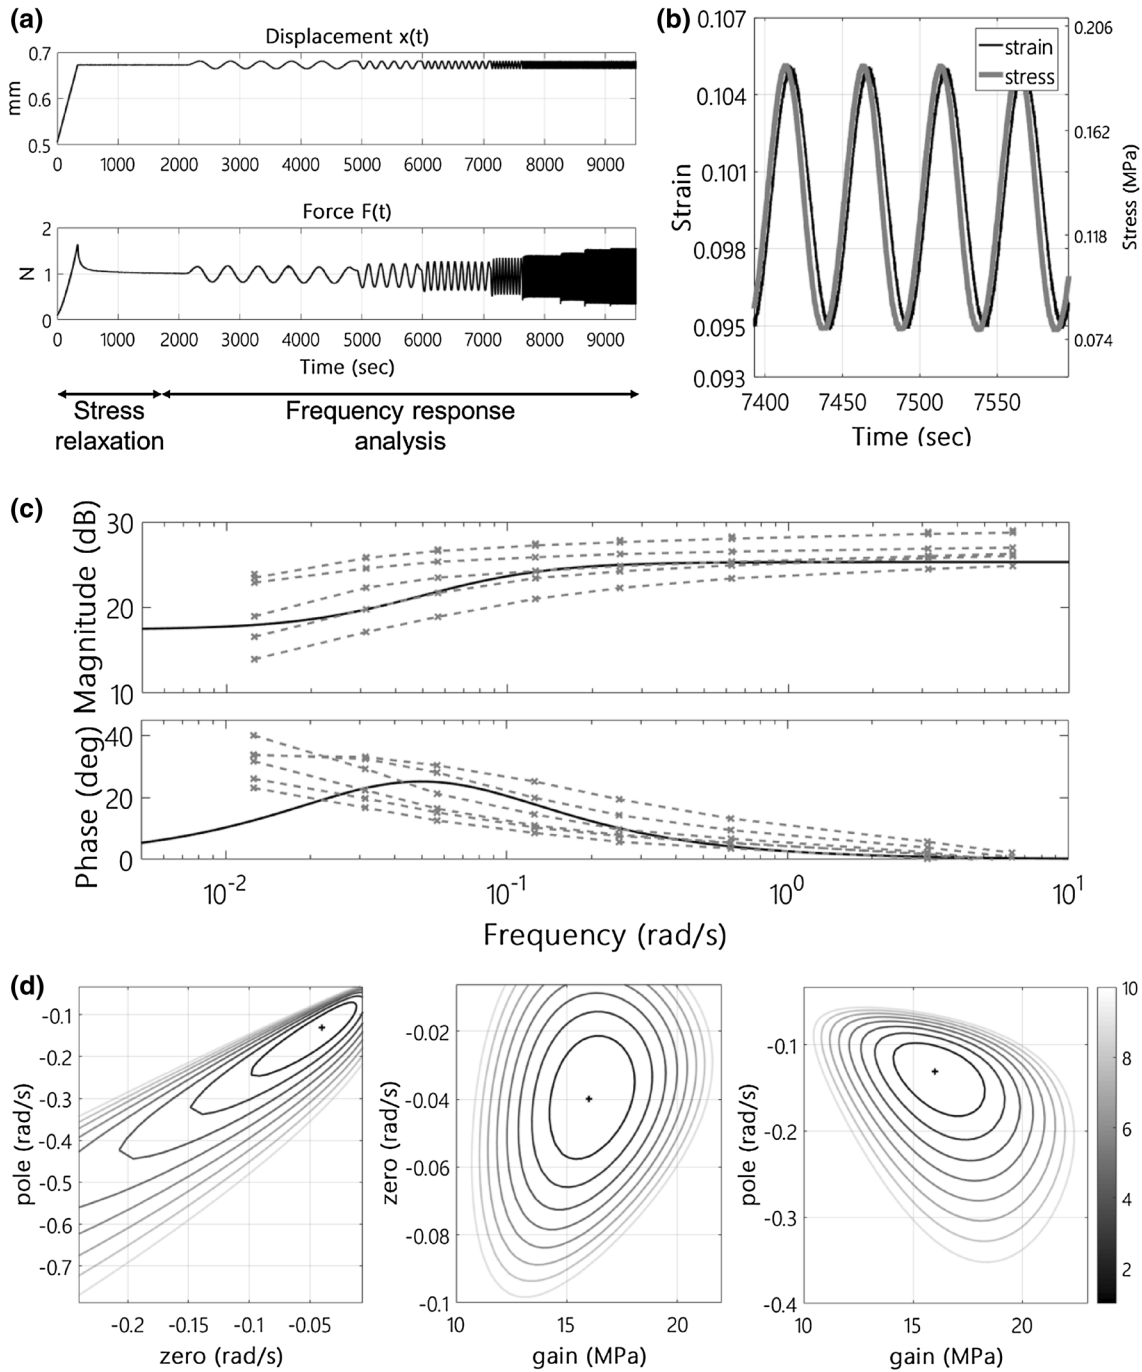 (a)
Displacement x(t)
mm
0.7
0.6
0.5
0 1000 2000 3000 4000 5000 6000 7000 8000 9000
Force F(t)
N
2
1
0
0 1000 2000 3000 4000 5000 6000 7000 8000 9000
Time (sec)
Stress relaxation
Frequency response analysis
(b)
Strain
0.107
0.104
0.101
0.098
0.095
0.093
strain
stress
0.206
0.162
0.118
0.074
Stress (MPa)
7400 7450 7500 7550
Time (sec)
(c)
Magnitude (dB)
30
20
10
Phase (deg)
40
20
0
10⁻² 10⁻¹ 10⁰ 10¹
Frequency (rad/s)
(d)
pole (rad/s)
-0.1
-0.2
-0.3
-0.4
-0.5
-0.6
-0.7
-0.2 -0.15 -0.1 -0.05
zero (rad/s)
zero (rad/s)
-0.02
-0.04
-0.06
-0.08
-0.1
10 15 20
gain (MPa)
pole (rad/s)
-0.1
-0.2
-0.3
-0.4
10 15 20
gain (MPa)
10
8
6
4
2